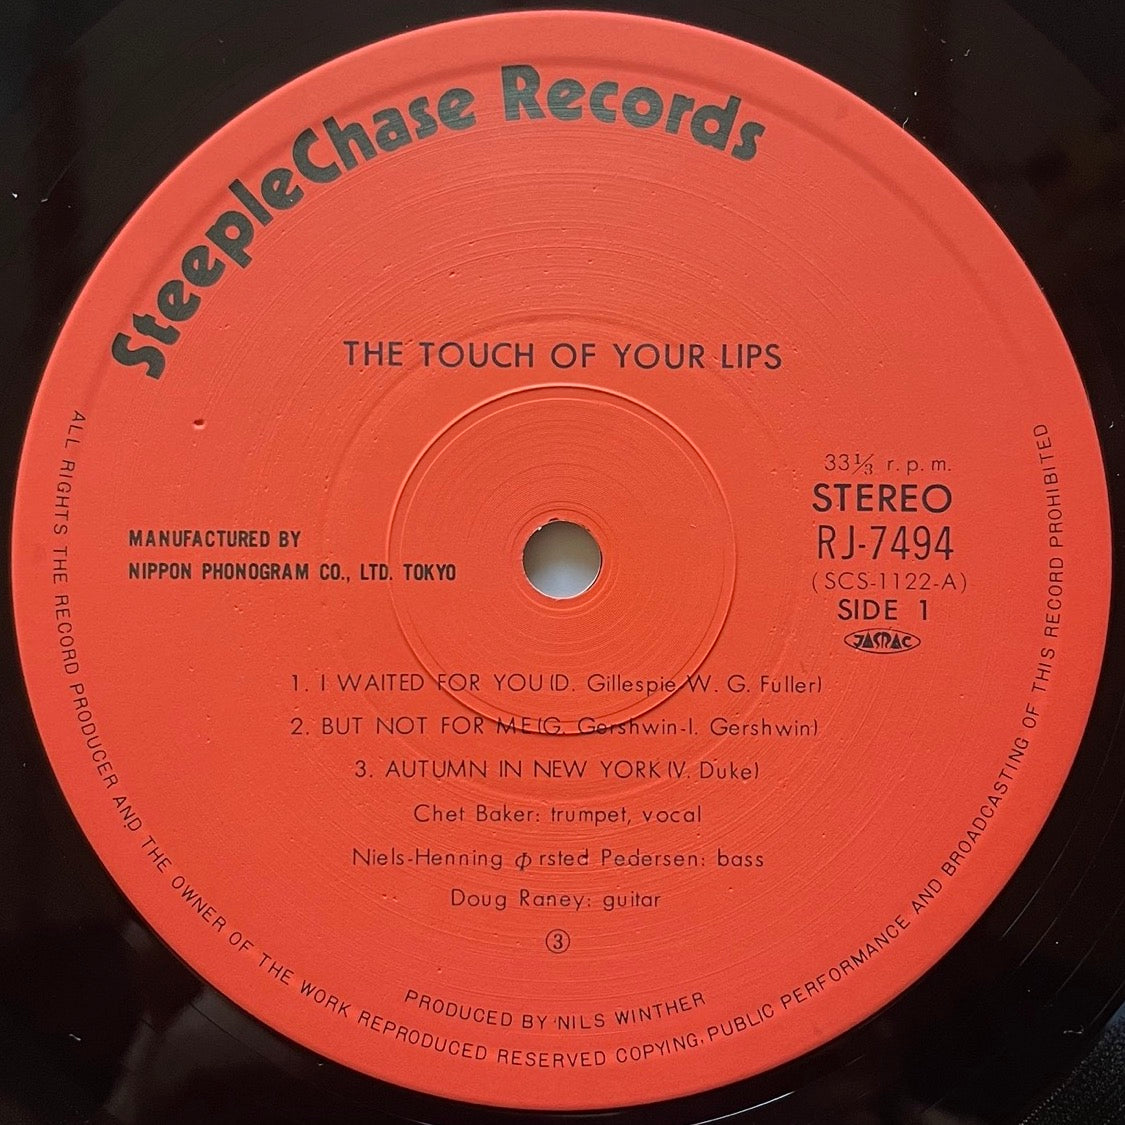 SteepleChase Records
THE TOUCH OF YOUR LIPS
33⅓ r.p.m.
STEREO
RJ-7494
(SCS-1122-A)
SIDE 1
JASRAC
MANUFACTURED BY
NIPPON PHONOGRAM CO., LTD. TOKYO
1. I WAITED FOR YOU (D. Gillespie W. G. Fuller)
2. BUT NOT FOR ME (G. Gershwin-I. Gershwin)
3. AUTUMN IN NEW YORK (V. Duke)
Chet Baker: trumpet, vocal
Niels-Henning ϕrsted Pedersen: bass
Doug Raney: guitar
③
PRODUCED BY NILS WINTHER
ALL RIGHTS THE RECORD PRODUCER AND THE OWNER OF THE WORK REPRODUCED RESERVED COPYING, PUBLIC PERFORMANCE AND BROADCASTING OF THIS RECORD PROHIBITED